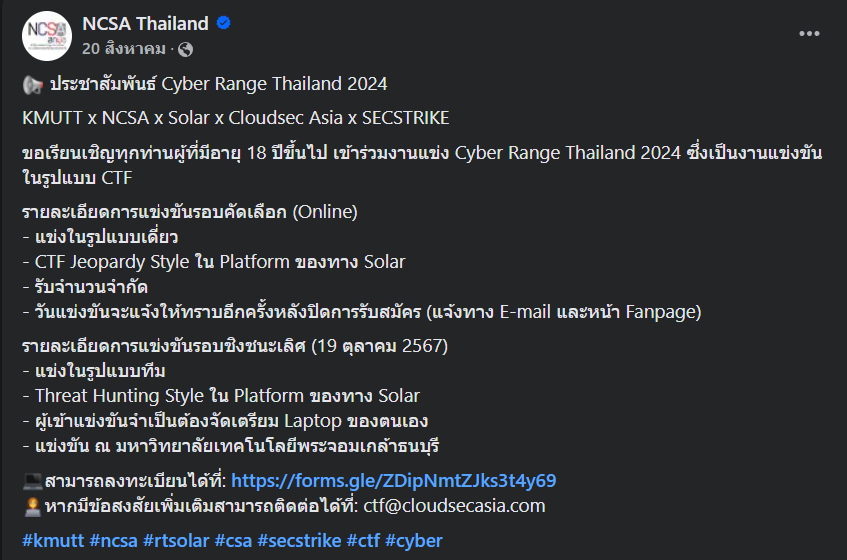 NCSA Thailand
20 สิงหาคม ·
NCSA
สกมช
ประชาสัมพันธ์ Cyber Range Thailand 2024
KMUTT x NCSA x Solar x Cloudsec Asia x SECSTRIKE
ขอเรียนเชิญทุกท่านผู้ที่มีอายุ 18 ปีขึ้นไป เข้าร่วมงานแข่ง Cyber Range Thailand 2024 ซึ่งเป็นงานแข่งขัน
ในรูปแบบ CTF
รายละเอียดการแข่งขันรอบคัดเลือก (Online)
- แข่งในรูปแบบเดี่ยว
- CTF Jeopardy Style ใน Platform ของทาง Solar
- รับจำนวนจำกัด
- วันแข่งขันจะแจ้งให้ทราบอีกครั้งหลังปิดการรับสมัคร (แจ้งทาง E-mail และหน้า Fanpage)
รายละเอียดการแข่งขันรอบชิงชนะเลิศ (19 ตุลาคม 2567)
- แข่งในรูปแบบทีม
- Threat Hunting Style ใน Platform ของทาง Solar
- ผู้เข้าแข่งขันจำเป็นต้องจัดเตรียม Laptop ของตนเอง
- แข่งขัน ณ มหาวิทยาลัยเทคโนโลยีพระจอมเกล้าธนบุรี
สามารถลงทะเบียนได้ที่: https://forms.gle/ZDipNmtZJks3t4y69
หากมีข้อสงสัยเพิ่มเติมสามารถติดต่อได้ที่: ctf@cloudsecasia.com
#kmutt #ncsa #rtsolar #csa #secstrike #ctf #cyber